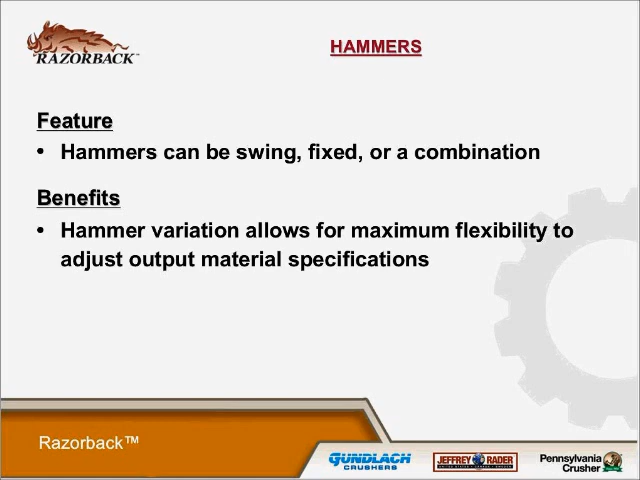 RAZORBACK™
HAMMERS
Feature
• Hammers can be swing, fixed, or a combination
Benefits
• Hammer variation allows for maximum flexibility to
adjust output material specifications
Razorback™
GUNDLACH
CRUSHERS
JEFFREY RADER
Pennsylvania
Crusher